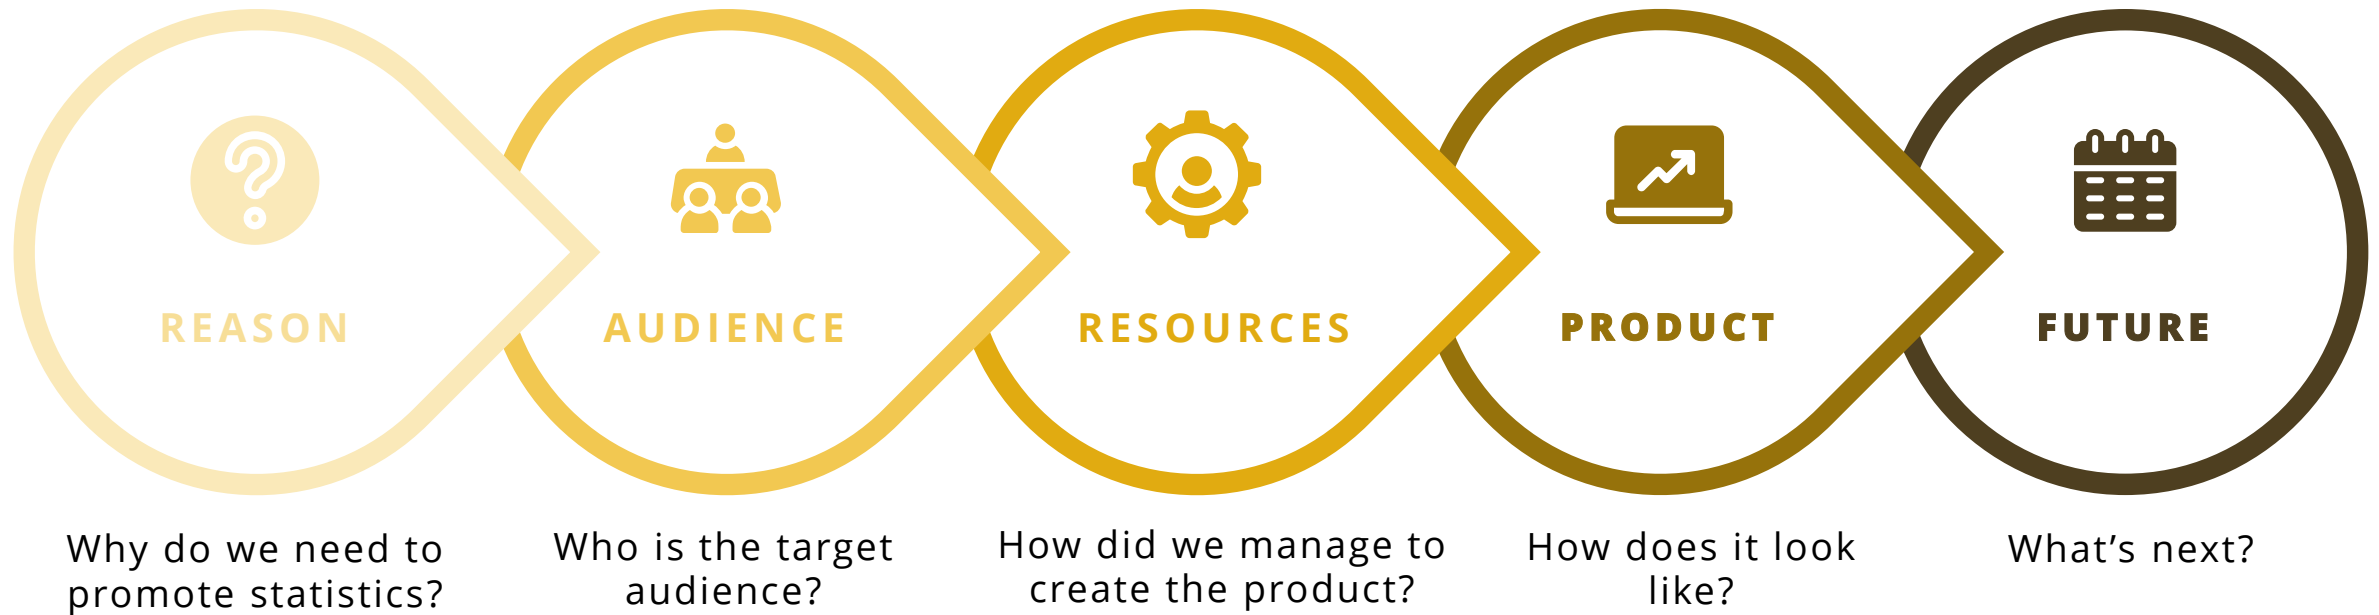 REASON
AUDIENCE
RESOURCES
PRODUCT
FUTURE
Why do we need to
promote statistics?
Who is the target
audience?
How did we manage to
create the product?
How does it look
like?
What’s next?